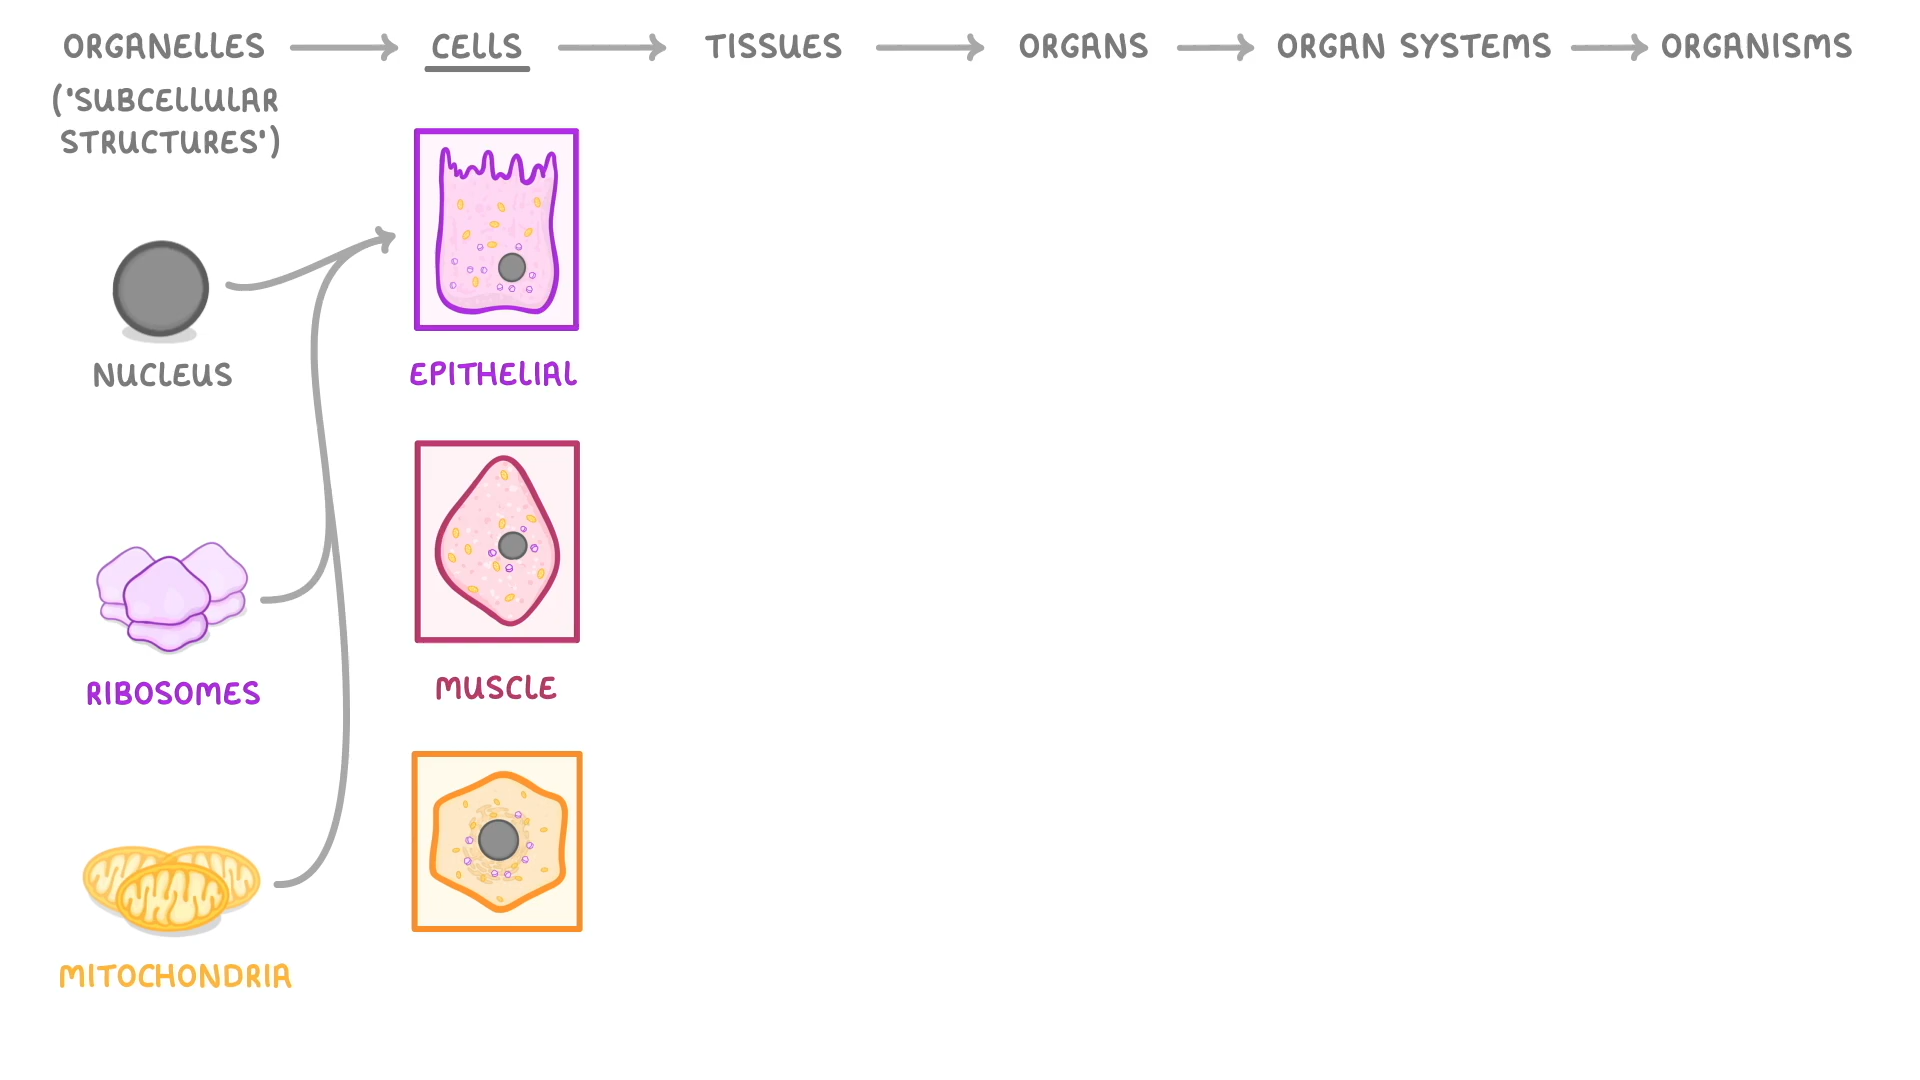 ORGANELLES → CELLS → TISSUES → ORGANS → ORGAN SYSTEMS → ORGANISMS
('SUBCELLULAR
STRUCTURES')
NUCLEUS
EPITHELIAL
RIBOSOMES
MUSCLE
MITOCHONDRIA